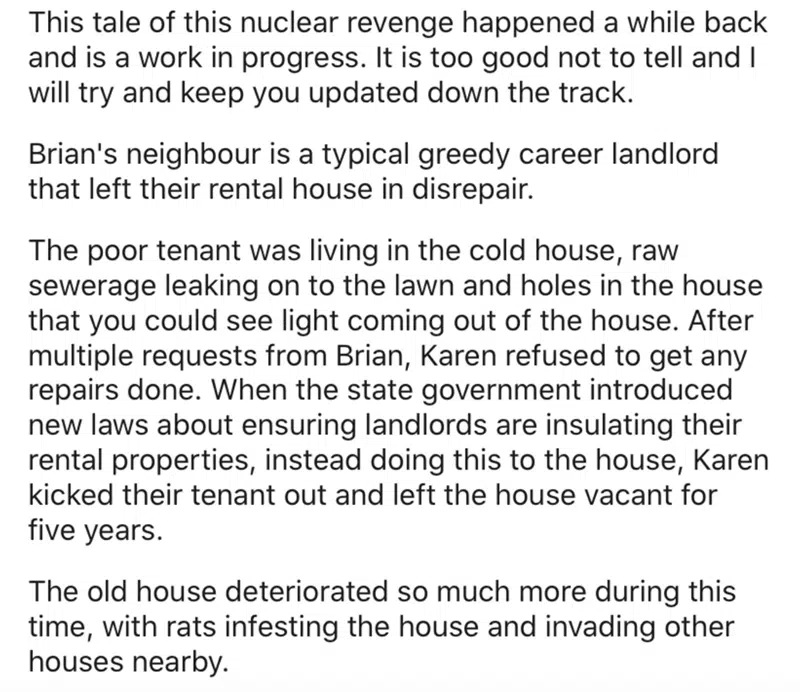 This tale of this nuclear revenge happened a while back
and is a work in progress. It is too good not to tell and I
will try and keep you updated down the track.
Brian's neighbour is a typical greedy career landlord
that left their rental house in disrepair.
The poor tenant was living in the cold house, raw
sewerage leaking on to the lawn and holes in the house
that you could see light coming out of the house. After
multiple requests from Brian, Karen refused to get any
repairs done. When the state government introduced
new laws about ensuring landlords are insulating their
rental properties, instead doing this to the house, Karen
kicked their tenant out and left the house vacant for
five years.
The old house deteriorated so much more during this
time, with rats infesting the house and invading other
houses nearby.